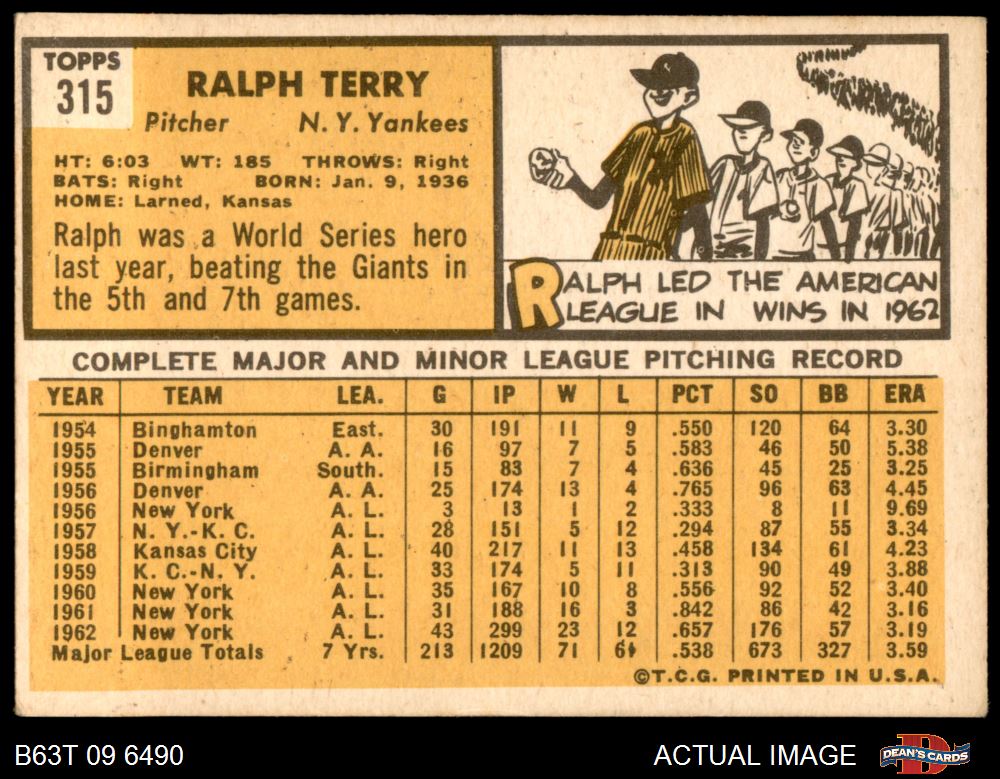 TOPPS
315
RALPH TERRY
Pitcher N. Y. Yankees
HT: 6:03 WT: 185 THROWS: Right
BATS: Right BORN: Jan. 9, 1936
HOME: Larned, Kansas
Ralph was a World Series hero
last year, beating the Giants in
the 5th and 7th games.
RALPH LED THE AMERICAN
LEAGUE IN WINS IN 1962
COMPLETE MAJOR AND MINOR LEAGUE PITCHING RECORD
YEAR TEAM LEA. G IP W L PCT SO BB ERA
1954 Binghamton East. 30 191 11 9 .550 120 64 3.30
1955 Denver A. A. 16 97 7 5 .583 46 50 5.38
1955 Birmingham South. 15 83 7 4 .636 45 25 3.25
1956 Denver A. A. 25 174 13 4 .765 96 63 4.45
1956 New York A. L. 3 13 1 2 .333 8 11 9.69
1957 N. Y.-K. C. A. L. 28 151 5 12 .294 87 55 3.34
1958 Kansas City A. L. 40 217 11 13 .458 134 61 4.23
1959 K. C.-N. Y. A. L. 33 174 5 11 .313 90 49 3.88
1960 New York A. L. 35 167 10 8 .556 92 52 3.40
1961 New York A. L. 31 188 16 3 .842 86 42 3.16
1962 New York A. L. 43 299 23 12 .657 176 57 3.19
Major League Totals 7 Yrs. 213 1209 71 61 .538 673 327 3.59
©T.C.G. PRINTED IN U.S.A.
B63T 09 6490 ACTUAL IMAGE DEAN'S CARDS